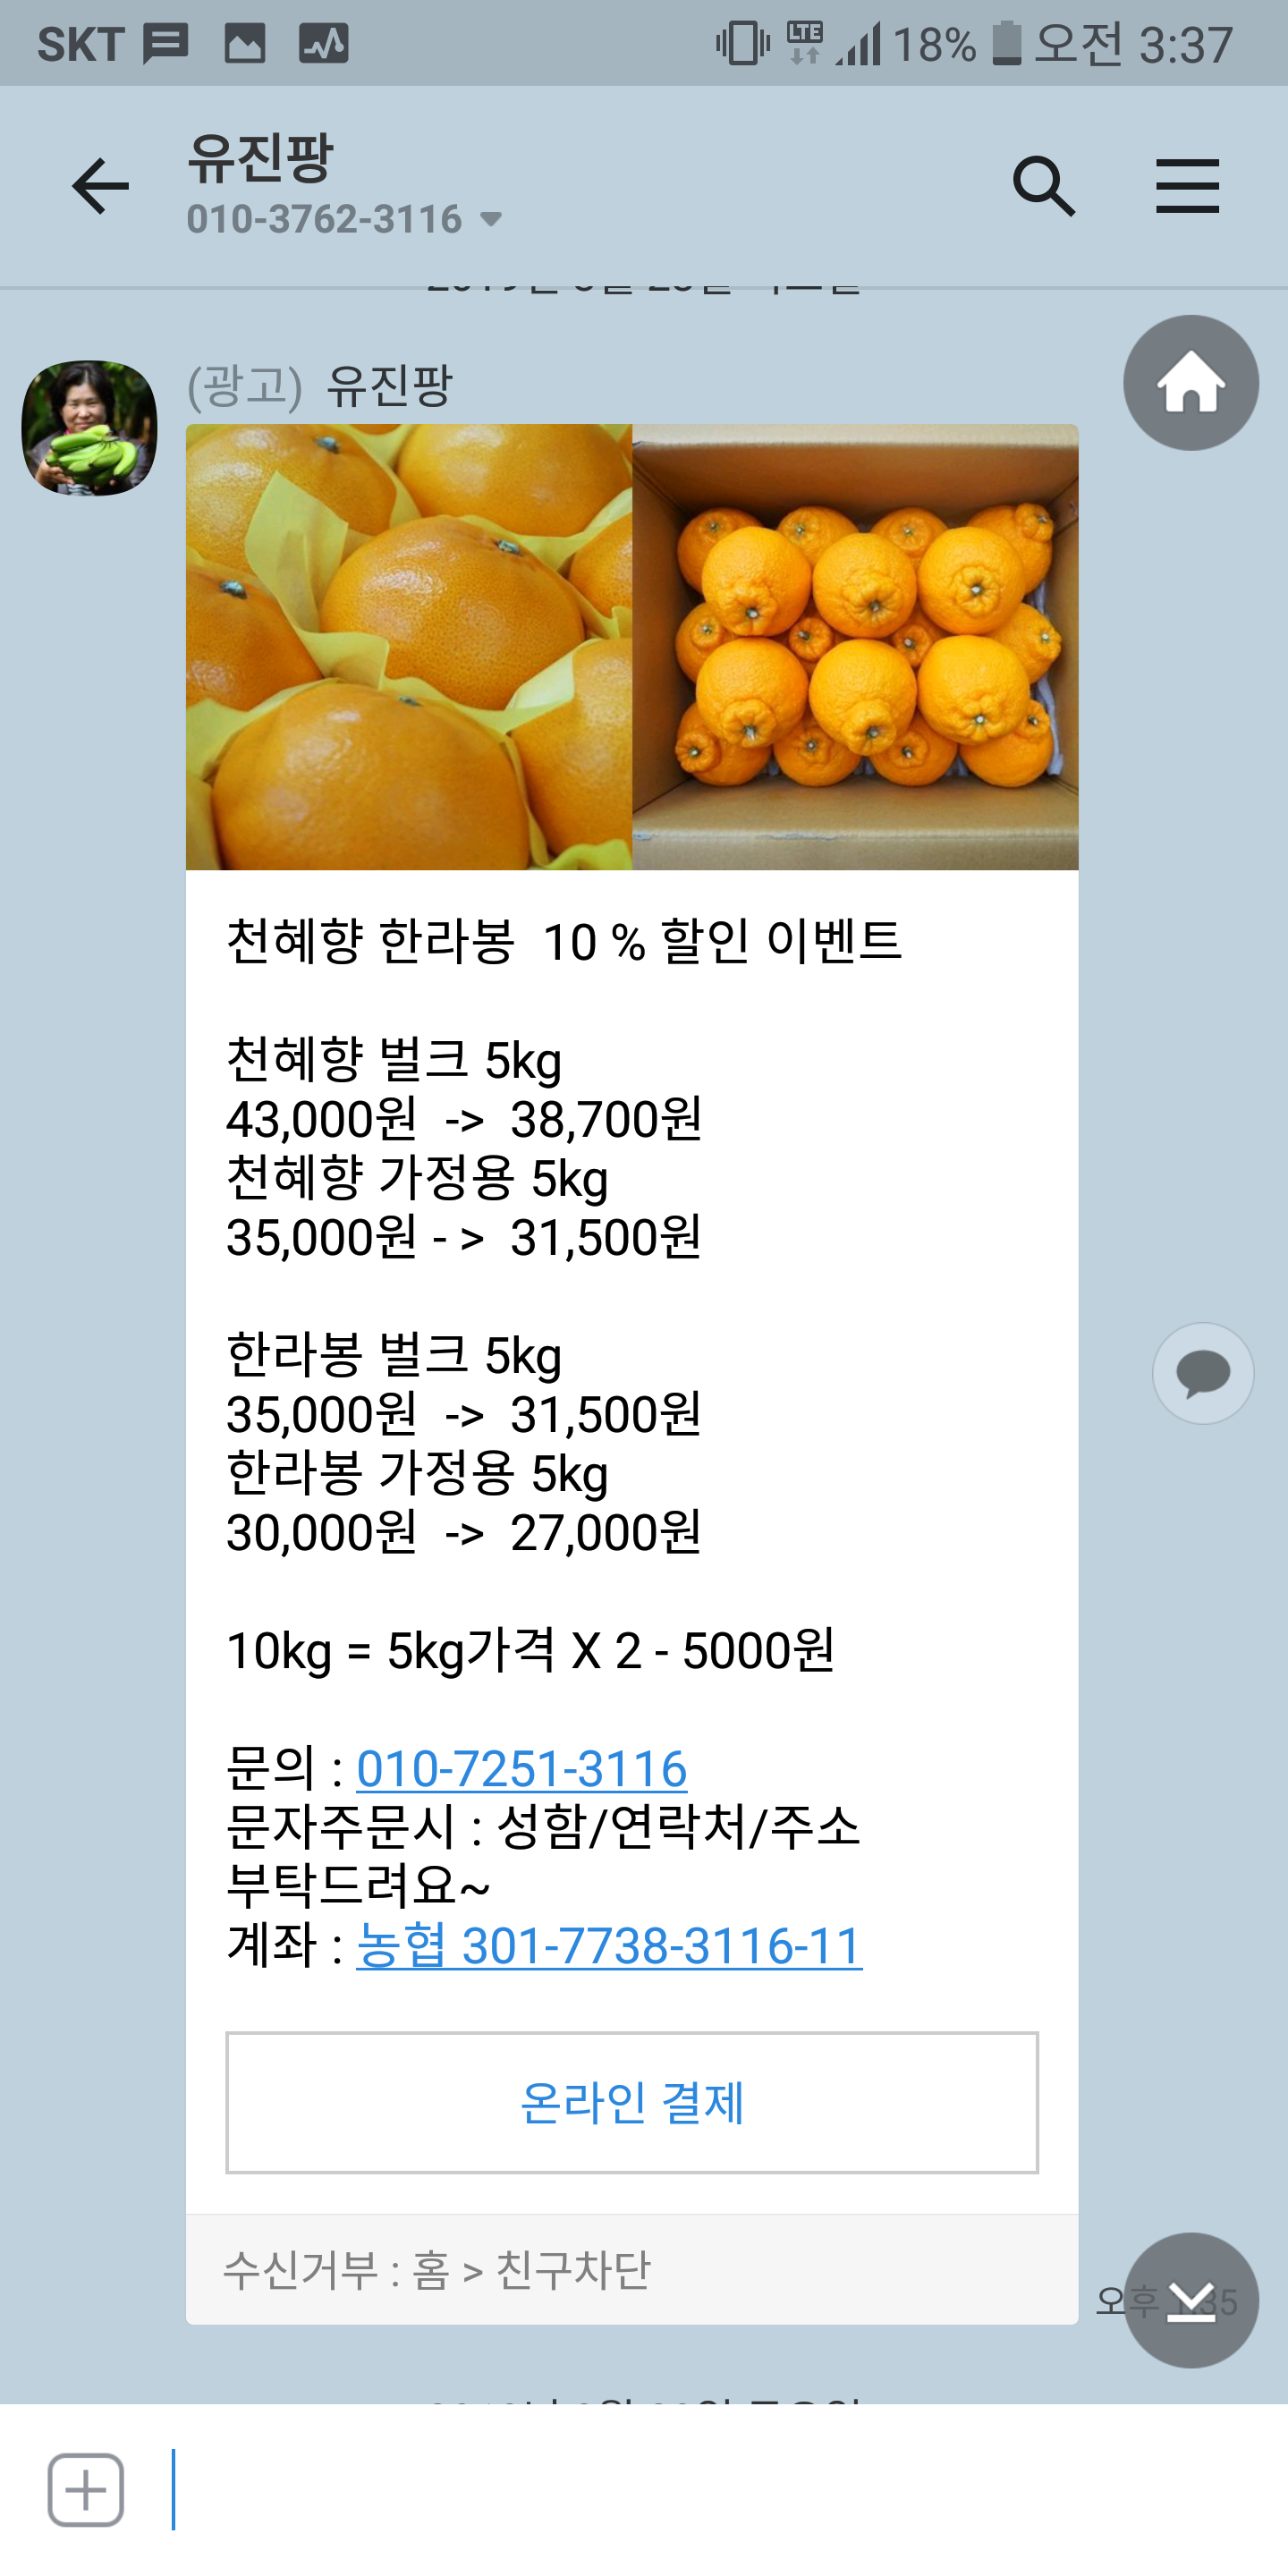 SKT LTE 18% 오전 3:37
유진팡
010-3762-3116
(광고) 유진팡
천혜향 한라봉  10 % 할인 이벤트
천혜향 벌크 5kg
43,000원  ->  38,700원
천혜향 가정용 5kg
35,000원 - >  31,500원
한라봉 벌크 5kg
35,000원  ->  31,500원
한라봉 가정용 5kg
30,000원  ->  27,000원
10kg = 5kg가격 X 2 - 5000원
문의 : 010-7251-3116
문자주문시 : 성함/연락처/주소
부탁드려요~
계좌 : 농협 301-7738-3116-11
온라인 결제
수신거부 : 홈 > 친구차단
오후